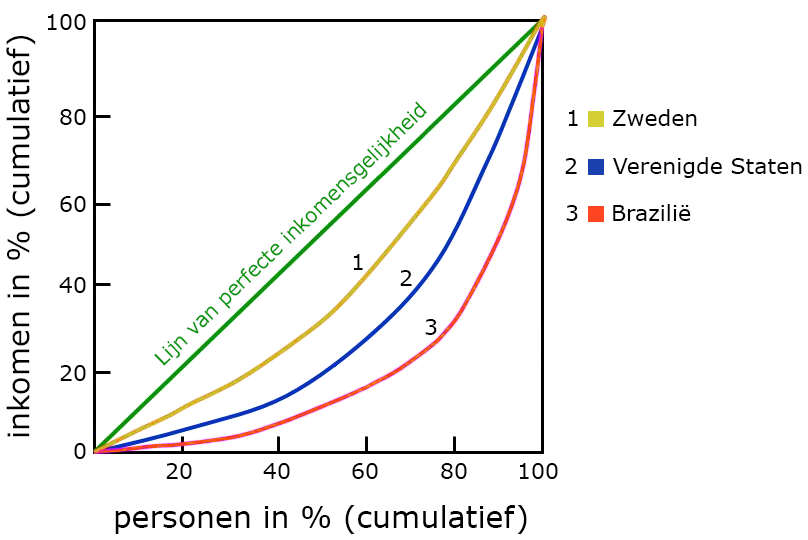 inkomen in % (cumulatief)
100
80
60
40
20
0
Lijn van perfecte inkomensgelijkheid
1
2
3
20 40 60 80 100
personen in % (cumulatief)
1 Zweden
2 Verenigde Staten
3 Brazilië